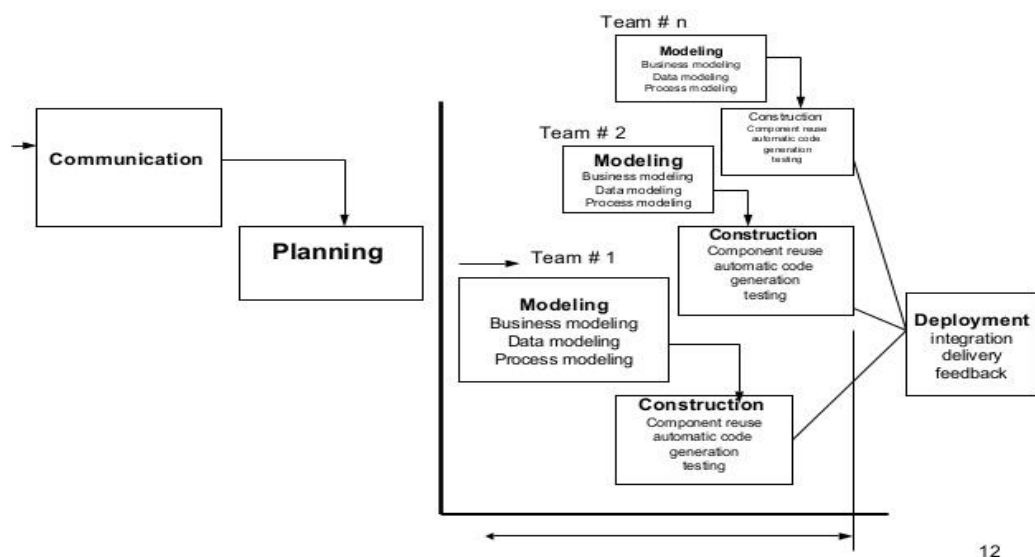 Communication
Planning
Team # 1
Modeling
Business modeling
Data modeling
Process modeling
Construction
Component reuse
automatic code
generation
testing
Team # 2
Modeling
Business modeling
Data modeling
Process modeling
Construction
Component reuse
automatic code
generation
testing
Team # n
Modeling
Business modeling
Data modeling
Process modeling
Construction
Component reuse
automatic code
generation
testing
Deployment
integration
delivery
feedback
12